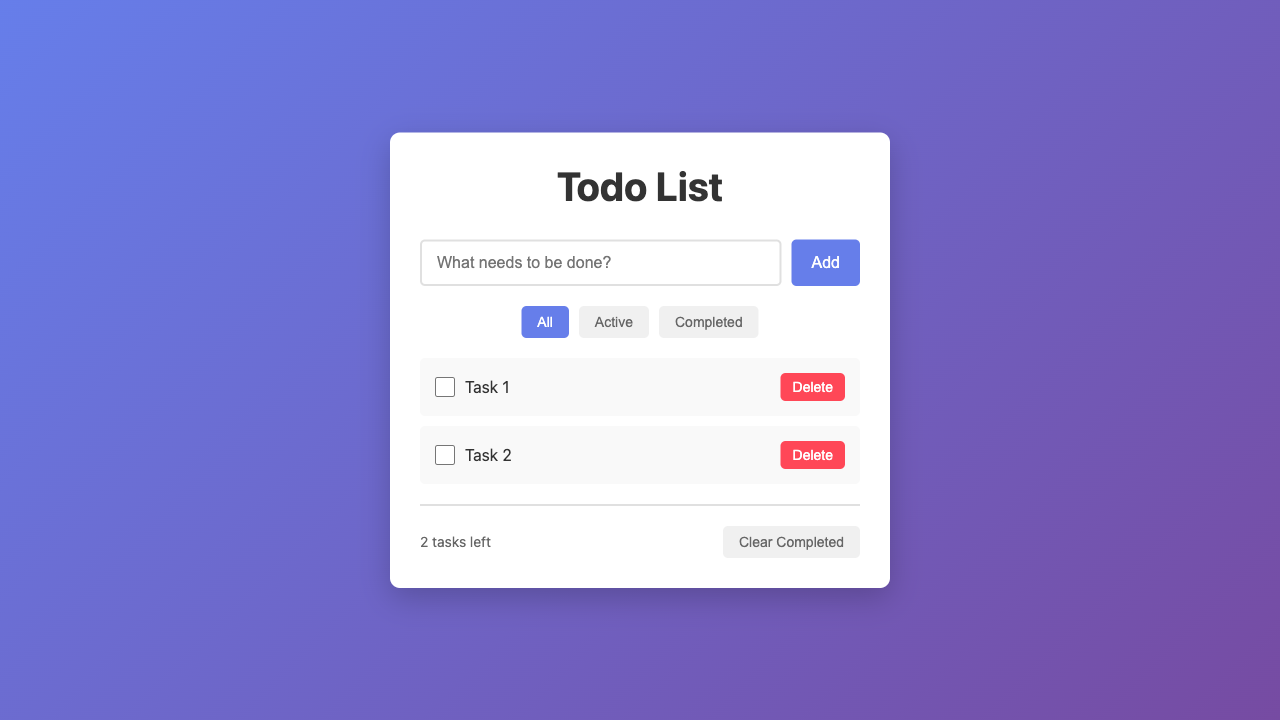 Todo List
What needs to be done?
Add
All
Active
Completed
Task 1
Delete
Task 2
Delete
2 tasks left
Clear Completed